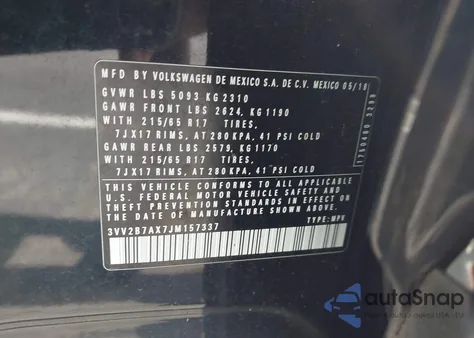 MFD BY VOLKSWAGEN DE MEXICO S.A. DE C.V. MEXICO 05/18
GVWR LBS 5093 KG 2310
GAWR FRONT LBS 2624, KG 1190
WITH 215/65 R17 TIRES,
7JX17 RIMS, AT 280 KPA, 41 PSI COLD
GAWR REAR LBS 2579, KG 1170
WITH 215/65 R17 TIRES,
7JX17 RIMS, AT 280 KPA, 41 PSI COLD
THIS VEHICLE CONFORMS TO ALL APPLICABLE
U.S. FEDERAL MOTOR VEHICLE SAFETY AND
THEFT PREVENTION STANDARDS IN EFFECT ON
THE DATE OF MANUFACTURE SHOWN ABOVE.
3VV2B7AX7JM157337 TYPE: MPV
autoSnap